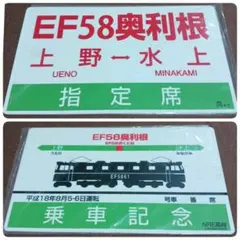 EF58奥利根
上野↔水上
UENO MINAKAMI
指定席
EF58奥利根
EF5861
平成18年8月5-6日運転 号車 番 席
乗車記念